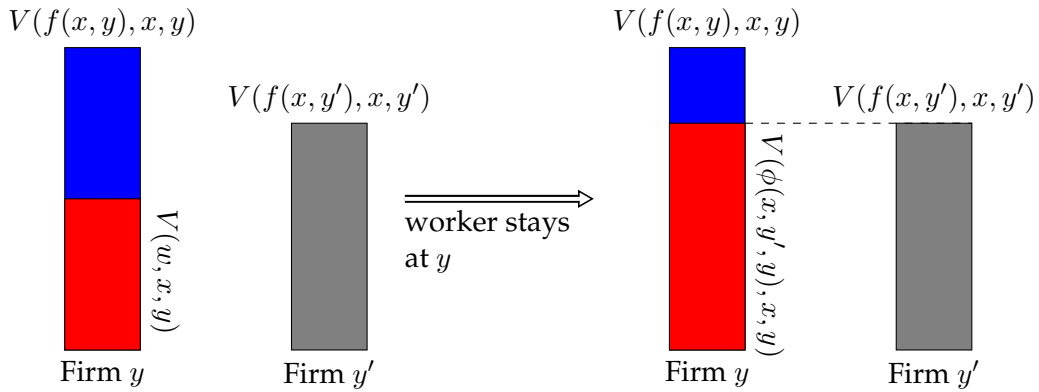 V(f(x, y), x, y)
V(f(x, y′), x, y′)
V(w, x, y)
Firm y
Firm y′
worker stays
at y
V(f(x, y), x, y)
V(f(x, y′), x, y′)
V(ϕ(x, y′, y), x, y)
Firm y
Firm y′